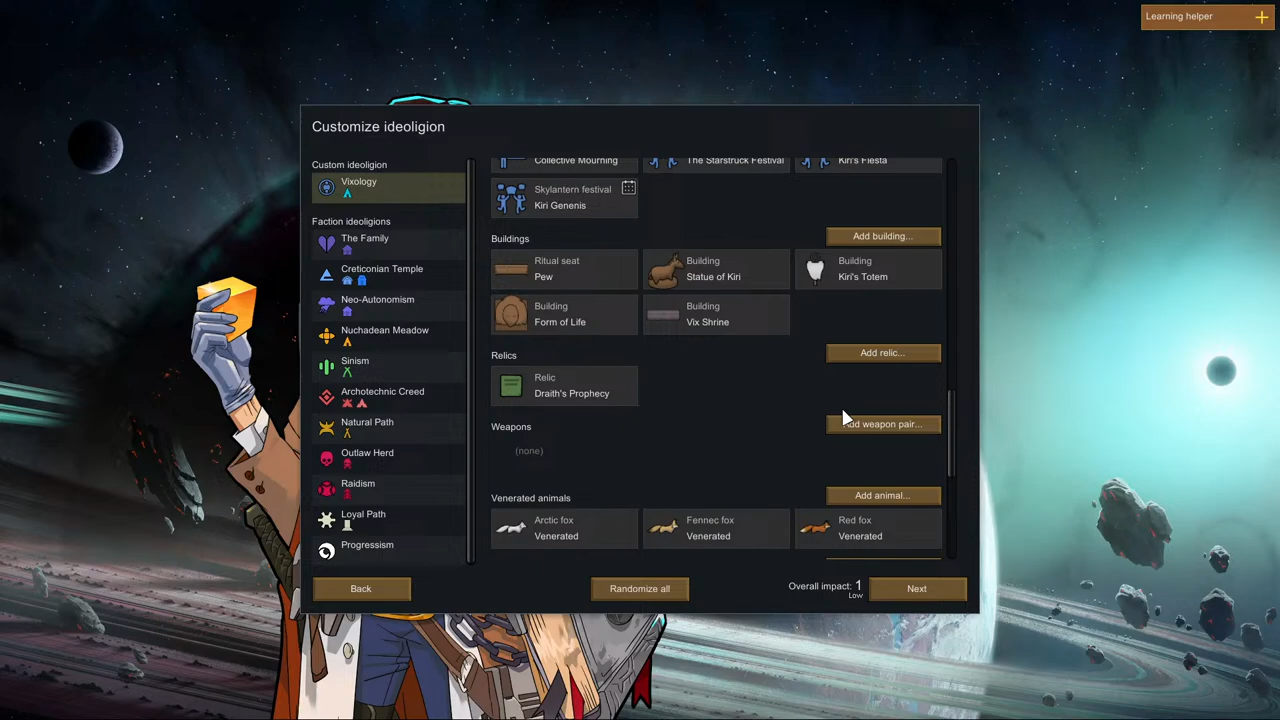 Learning helper
Customize ideoligion
Custom ideoligion
Vixology
Faction ideoligions
The Family
Creticonian Temple
Neo-Autonomism
Nuchadean Meadow
Sinism
Archotechnic Creed
Natural Path
Outlaw Herd
Raidism
Loyal Path
Progressism
Collective Mourning
The Starstruck Festival
Kiri's Fiesta
Skylantern festival
Kiri Genenis
Buildings
Add building...
Ritual seat
Pew
Building
Statue of Kiri
Building
Kiri's Totem
Building
Form of Life
Building
Vix Shrine
Relics
Add relic...
Relic
Draith's Prophecy
Weapons
Add weapon pair...
(none)
Venerated animals
Add animal...
Arctic fox
Venerated
Fennec fox
Venerated
Red fox
Venerated
Back
Randomize all
Overall impact: 1
Low
Next